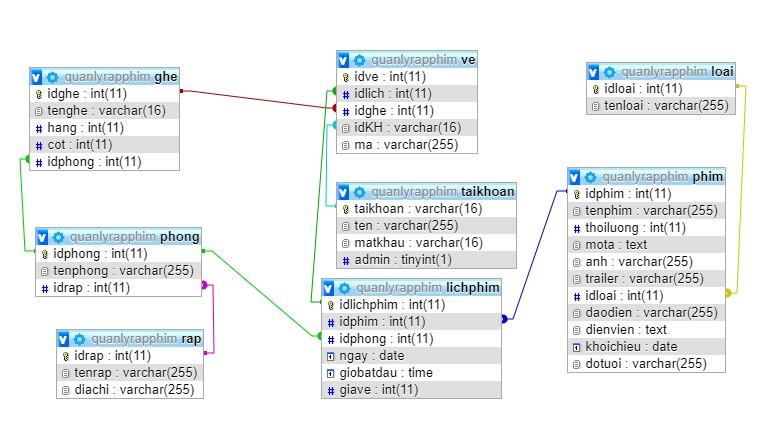 quanlyrapphim ghe
idghe : int(11)
tenghe : varchar(16)
hang : int(11)
cot : int(11)
idphong : int(11)
quanlyrapphim ve
idve : int(11)
idlich : int(11)
idghe : int(11)
idKH : varchar(16)
ma : varchar(255)
quanlyrapphim loai
idloai : int(11)
tenloai : varchar(255)
quanlyrapphim taikhoan
taikhoan : varchar(16)
ten : varchar(255)
matkhau : varchar(16)
admin : tinyint(1)
quanlyrapphim phim
idphim : int(11)
tenphim : varchar(255)
thoiluong : int(11)
mota : text
anh : varchar(255)
trailer : varchar(255)
idloai : int(11)
daodien : varchar(255)
dienvien : text
khoichieu : date
dotuoi : varchar(255)
quanlyrapphim phong
idphong : int(11)
tenphong : varchar(255)
idrap : int(11)
quanlyrapphim lichphim
idlichphim : int(11)
idphim : int(11)
idphong : int(11)
ngay : date
giobatdau : time
giave : int(11)
quanlyrapphim rap
idrap : int(11)
tenrap : varchar(255)
diachi : varchar(255)